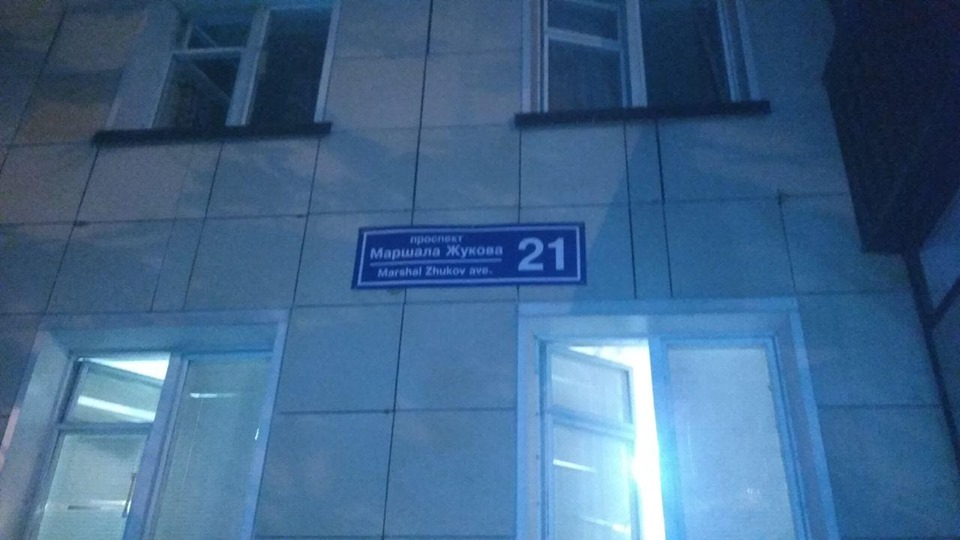 проспект
Маршала Жукова
Marshal Zhukov ave.
21